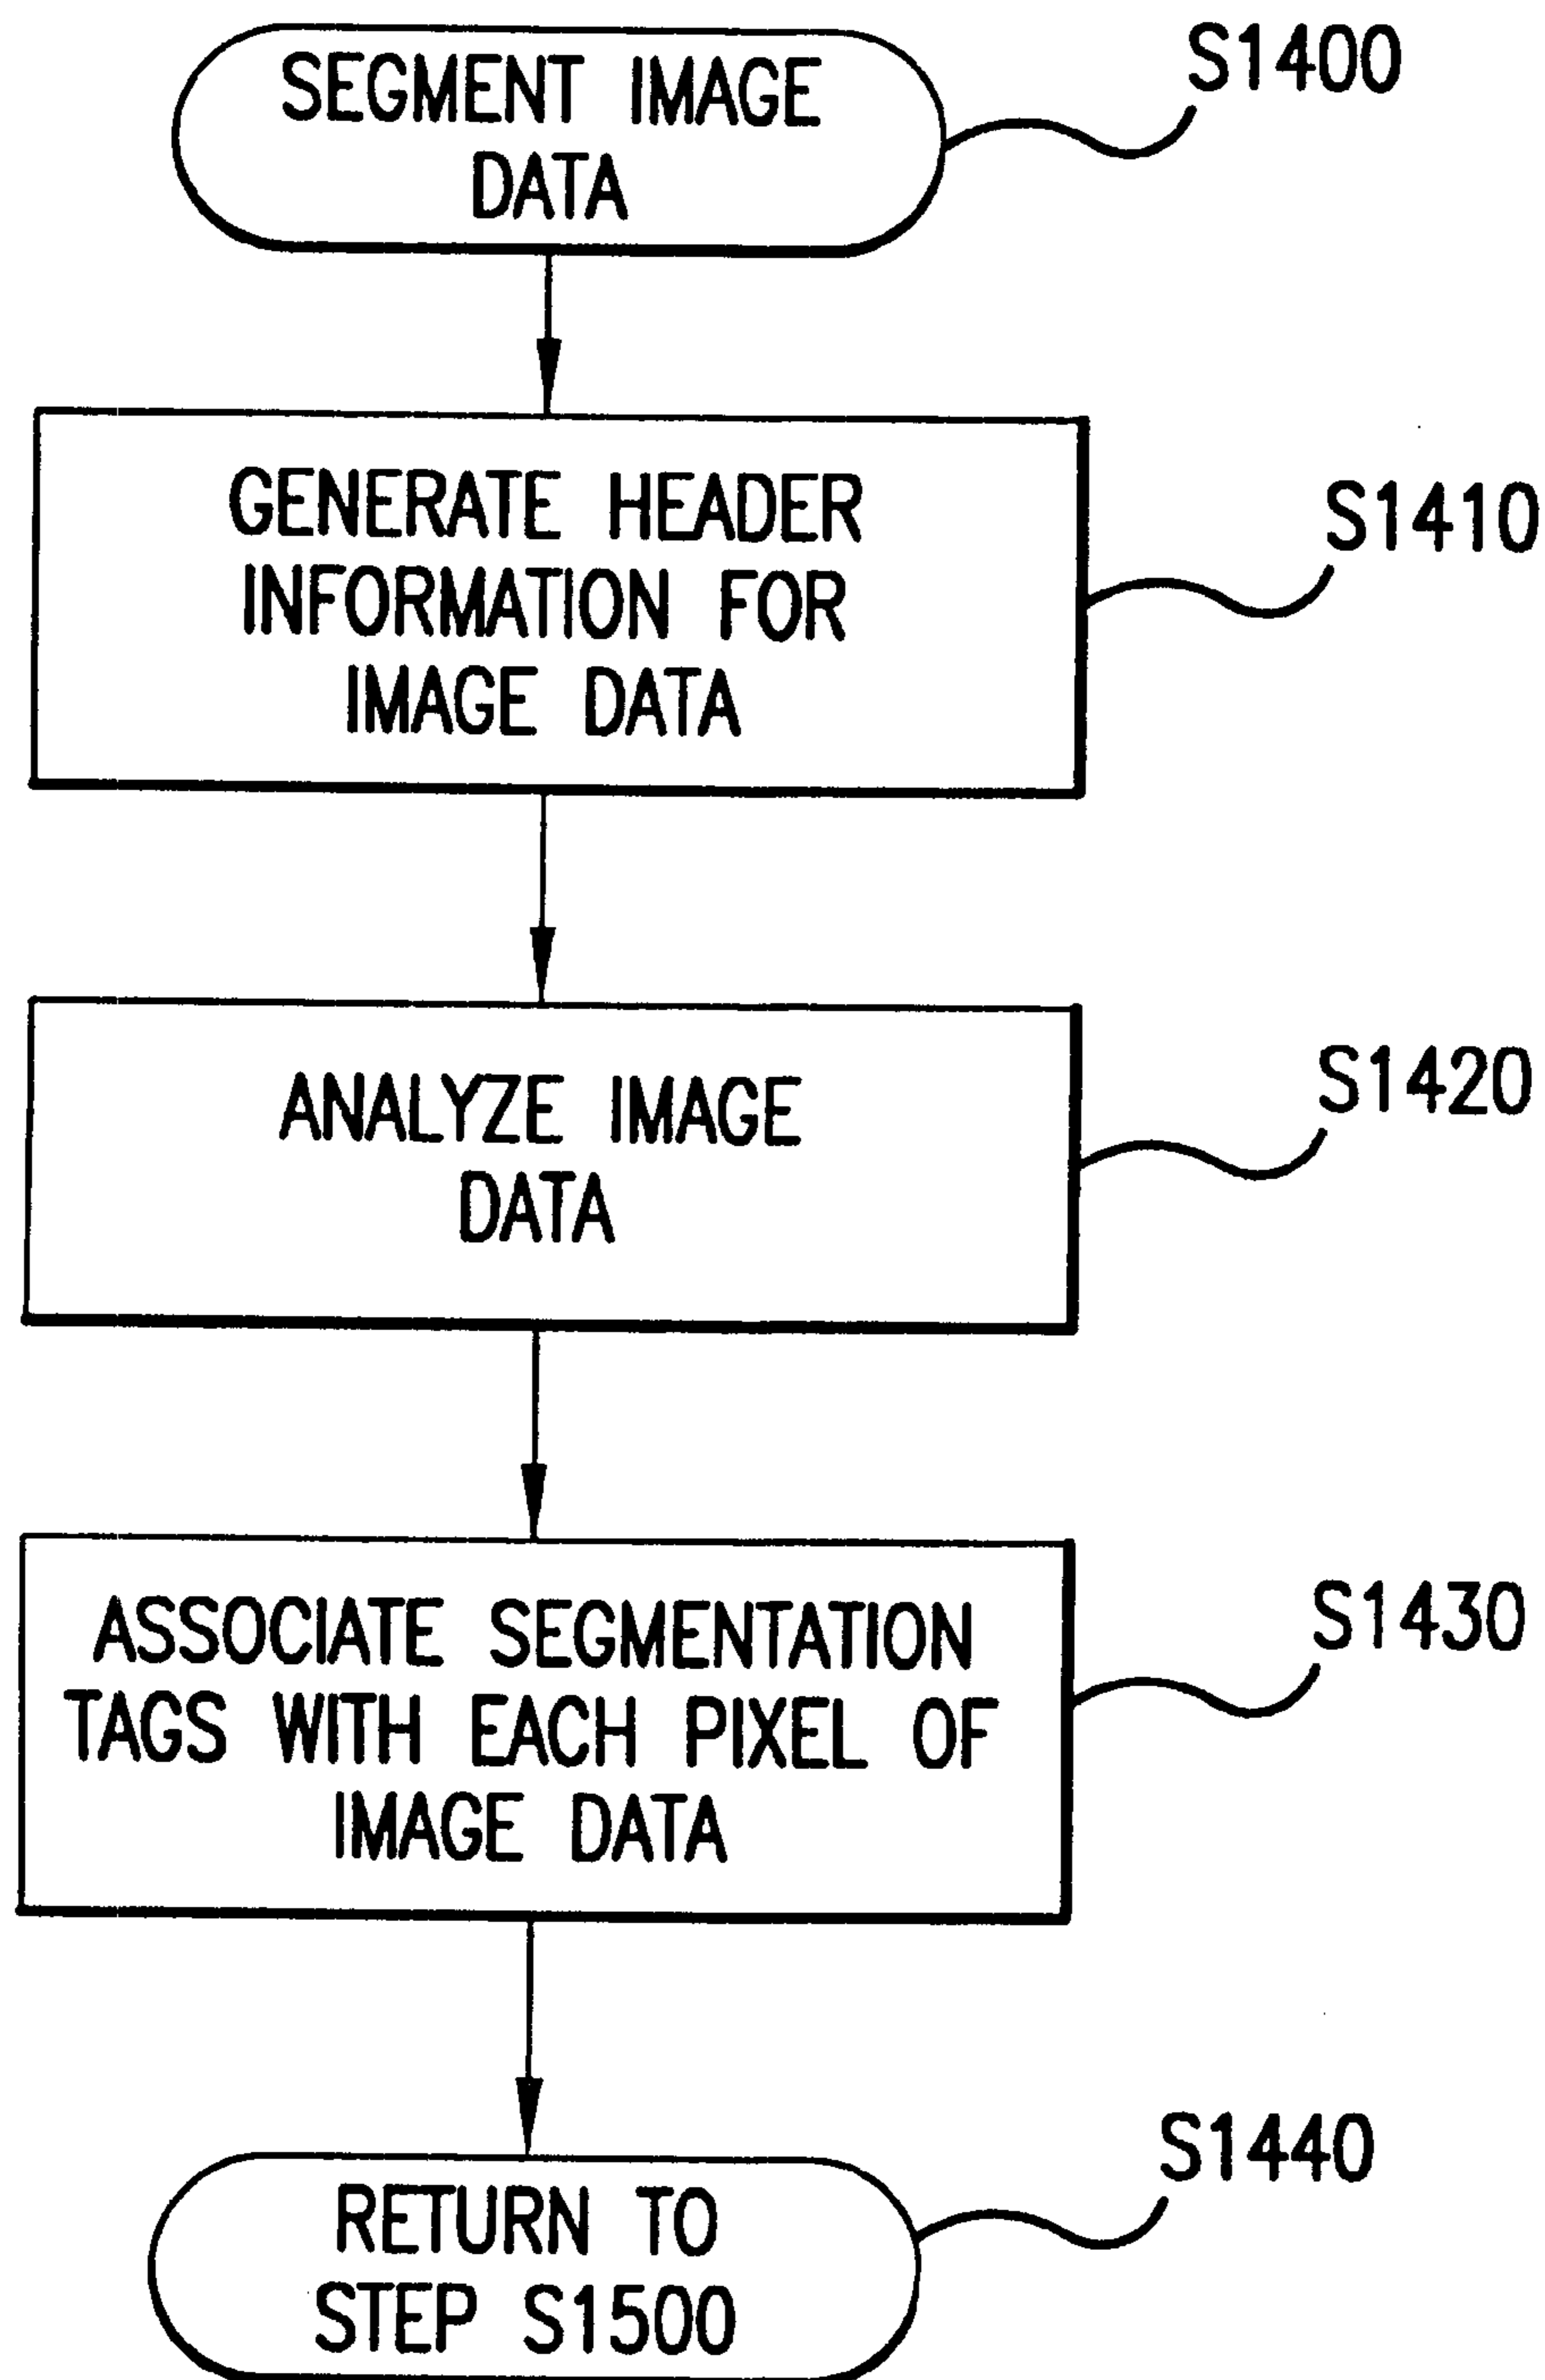 SEGMENT IMAGE
DATA
S1400
GENERATE HEADER
INFORMATION FOR
IMAGE DATA
S1410
ANALYZE IMAGE
DATA
S1420
ASSOCIATE SEGMENTATION
TAGS WITH EACH PIXEL OF
IMAGE DATA
S1430
RETURN TO
STEP S1500
S1440